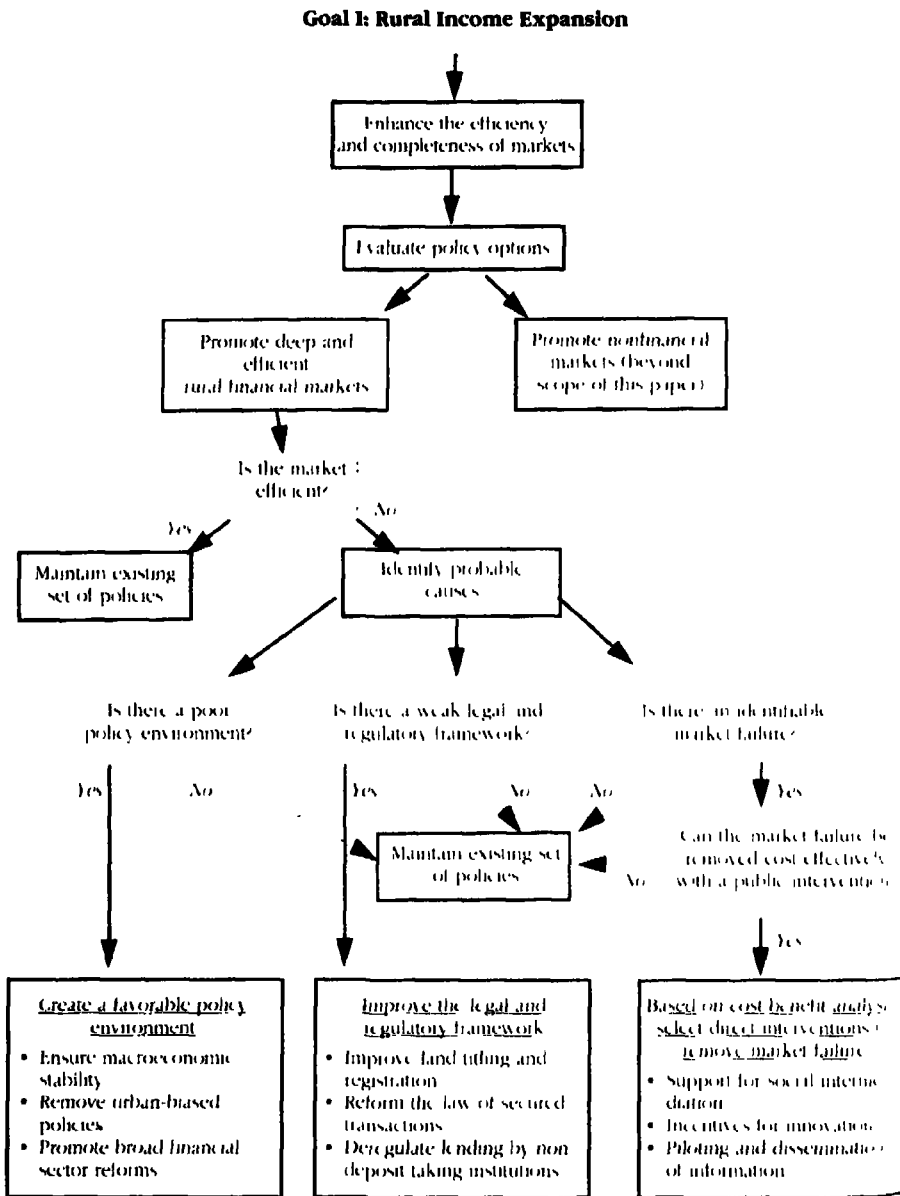 Goal 1: Rural Income Expansion
Enhance the efficiency
and completeness of markets
Evaluate policy options
Promote deep and
efficient
rural financial markets
Promote nonfinancial
markets (beyond
scope of this paper)
Is the market
efficient?
Yes
No
Maintain existing
set of policies
Identify probable
causes
Is there a poor
policy environment?
Is there a weak legal and
regulatory framework?
Is there an identifiable
market failure?
Yes
No
Yes
No
No
Yes
Maintain existing set
of policies
Can the market failure be
removed cost effectively
with a public intervention
No
Yes
Create a favorable policy
environment
• Ensure macroeconomic
stability
• Remove urban-biased
policies
• Promote broad financial
sector reforms
Improve the legal and
regulatory framework
• Improve land titling and
registration
• Reform the law of secured
transactions
• Deregulate lending by non
deposit taking institutions
Based on cost benefit analys
select direct interventions
remove market failure
• Support for social interme
diation
• Incentives for innovation
• Piloting and disseminatio
of information